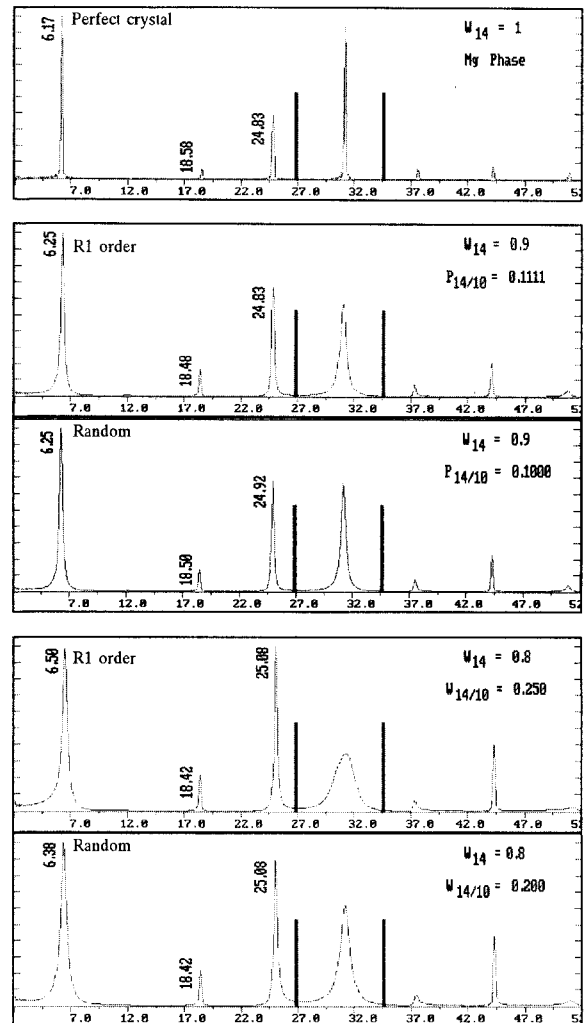 Perfect crystal
W14 = 1
Mg Phase
6.17
18.58
24.83
7.0 12.0 17.0 22.0 27.0 32.0 37.0 42.0 47.0 52
R1 order
W14 = 0.9
P14/10 = 0.1111
6.25
18.48
24.83
7.0 12.0 17.0 22.0 27.0 32.0 37.0 42.0 47.0 52
Random
W14 = 0.9
P14/10 = 0.1000
6.25
18.50
24.92
7.0 12.0 17.0 22.0 27.0 32.0 37.0 42.0 47.0 52
R1 order
W14 = 0.8
W14/10 = 0.250
6.50
18.42
25.08
7.0 12.0 17.0 22.0 27.0 32.0 37.0 42.0 47.0 52
Random
W14 = 0.8
W14/10 = 0.200
6.38
18.42
25.08
7.0 12.0 17.0 22.0 27.0 32.0 37.0 42.0 47.0 52